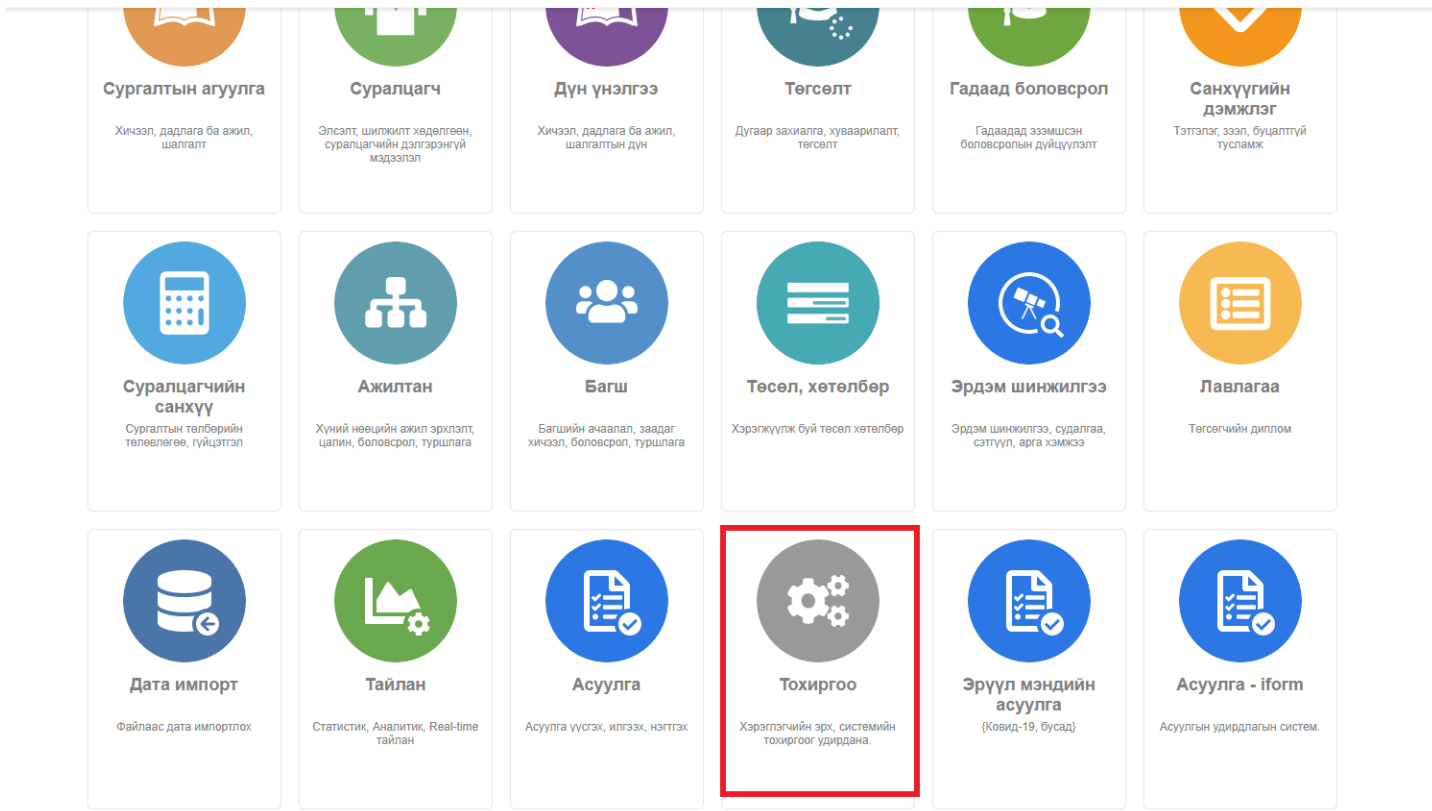 Сургалтын агуулга
Хичээл, дадлага ба ажил,
шалгалт
Суралцагч
Элсэлт, шилжилт хөдөлгөөн,
суралцагчийн дэлгэрэнгүй
мэдээлэл
Дүн үнэлгээ
Хичээл, дадлага ба ажил,
шалгалтын дүн
Төгсөлт
Дугаар захиалга, хуваарилалт,
төгсөлт
Гадаад боловсрол
Гадаадад эзэмшсэн
боловсролын дүйцүүлэлт
Санхүүгийн
дэмжлэг
Тэтгэлэг, зээл, буцалтгүй
тусламж
Суралцагчийн
санхүү
Сургалтын төлбөрийн
төлөвлөгөө, гүйцэтгэл
Ажилтан
Хүний нөөцийн ажил эрхлэлт,
цалин, боловсрол, туршлага
Багш
Багшийн ачаалал, заадаг
хичээл, боловсрол, туршлага
Төсөл, хөтөлбөр
Хэрэгжүүлж буй төсөл хөтөлбөр
Эрдэм шинжилгээ
Эрдэм шинжилгээ, судалгаа,
сэтгүүл, арга хэмжээ
Лавлагаа
Төгсөгчийн диплом
Дата импорт
Файлаас дата импортлох
Тайлан
Статистик, Аналитик, Real-time
тайлан
Асуулга
Асуулга үүсгэх, илгээх, нэгтгэх
Тохиргоо
Хэрэглэгчийн эрх, системийн
тохиргоог удирдана.
Эрүүл мэндийн
асуулга
{Ковид-19, бусад}
Асуулга - iform
Асуулгын удирдлагын систем.